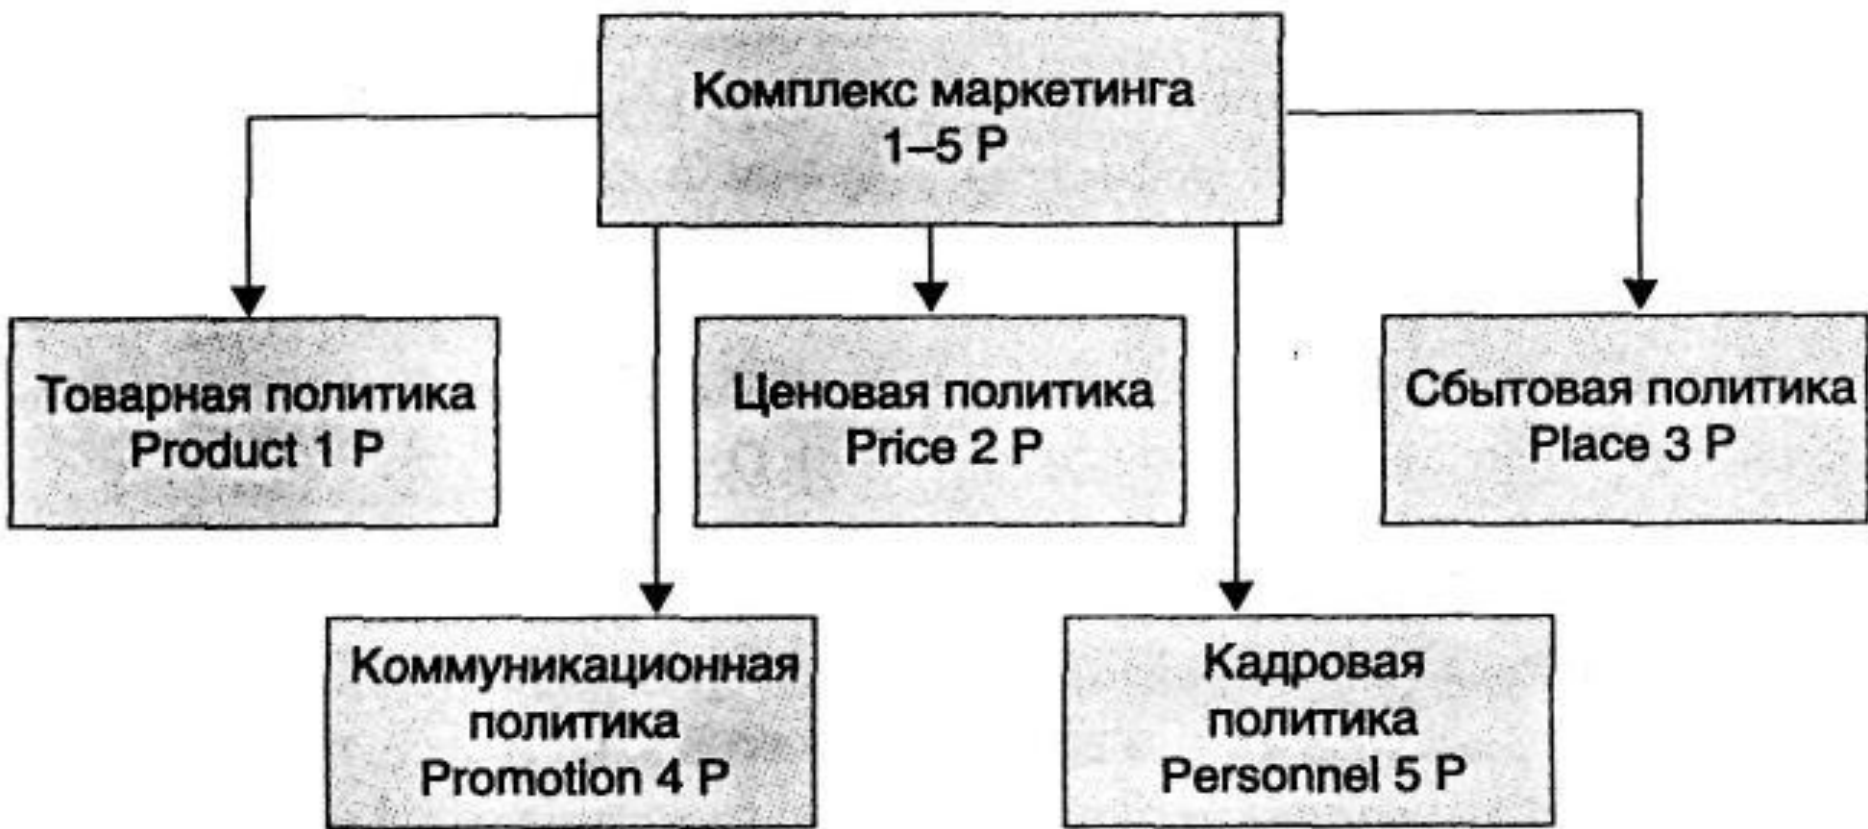 Комплекс маркетинга
1–5 Р
Товарная политика
Product 1 P
Ценовая политика
Price 2 P
Сбытовая политика
Place 3 P
Коммуникационная
политика
Promotion 4 P
Кадровая
политика
Personnel 5 P